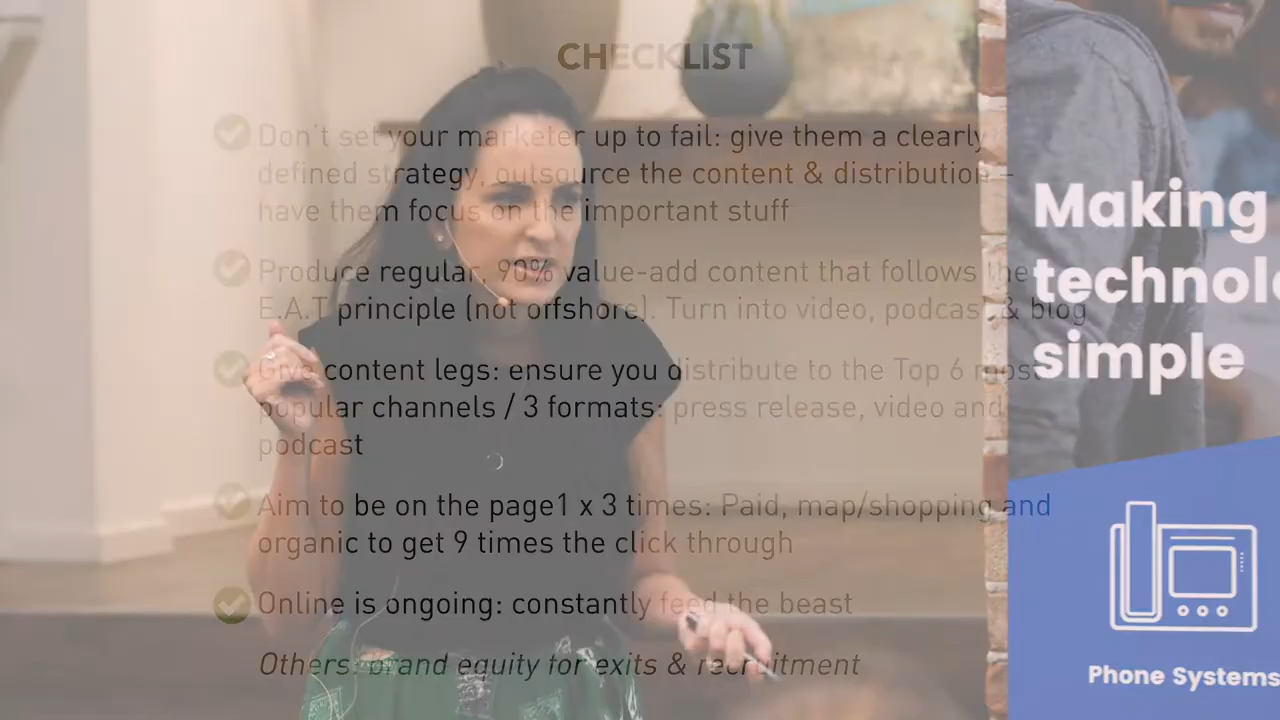 CHECKLIST
Don't set your marketer up to fail: give them a clearly
defined strategy, outsource the content & distribution –
have them focus on the important stuff
Produce regular, 90% value-add content that follows the
E.A.T principle (not offshore). Turn into video, podcast & blog
Give content legs: ensure you distribute to the Top 6 most
popular channels / 3 formats: press release, video and
podcast
Aim to be on the page1 x 3 times: Paid, map/shopping and
organic to get 9 times the click through
Online is ongoing: constantly feed the beast
Others: brand equity for exits & recruitment
Making
technolo
simple
Phone Systems